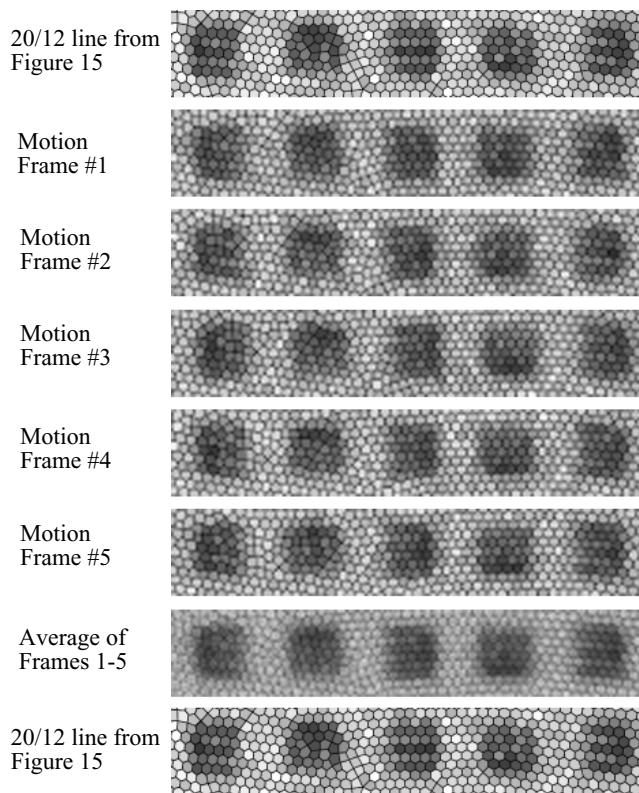 20/12 line from
Figure 15
Motion
Frame #1
Motion
Frame #2
Motion
Frame #3
Motion
Frame #4
Motion
Frame #5
Average of
Frames 1-5
20/12 line from
Figure 15